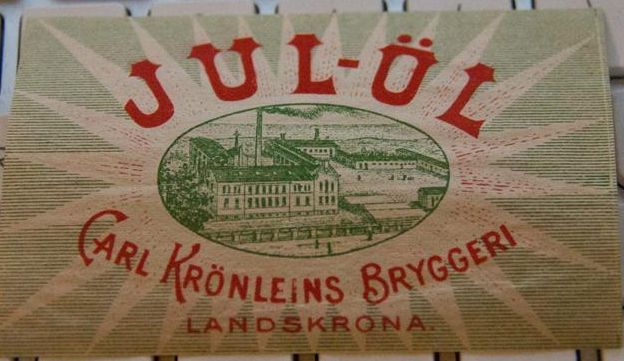 JUL-ÖL
CARL KRÖNLEINS BRYGGERI
LANDSKRONA.